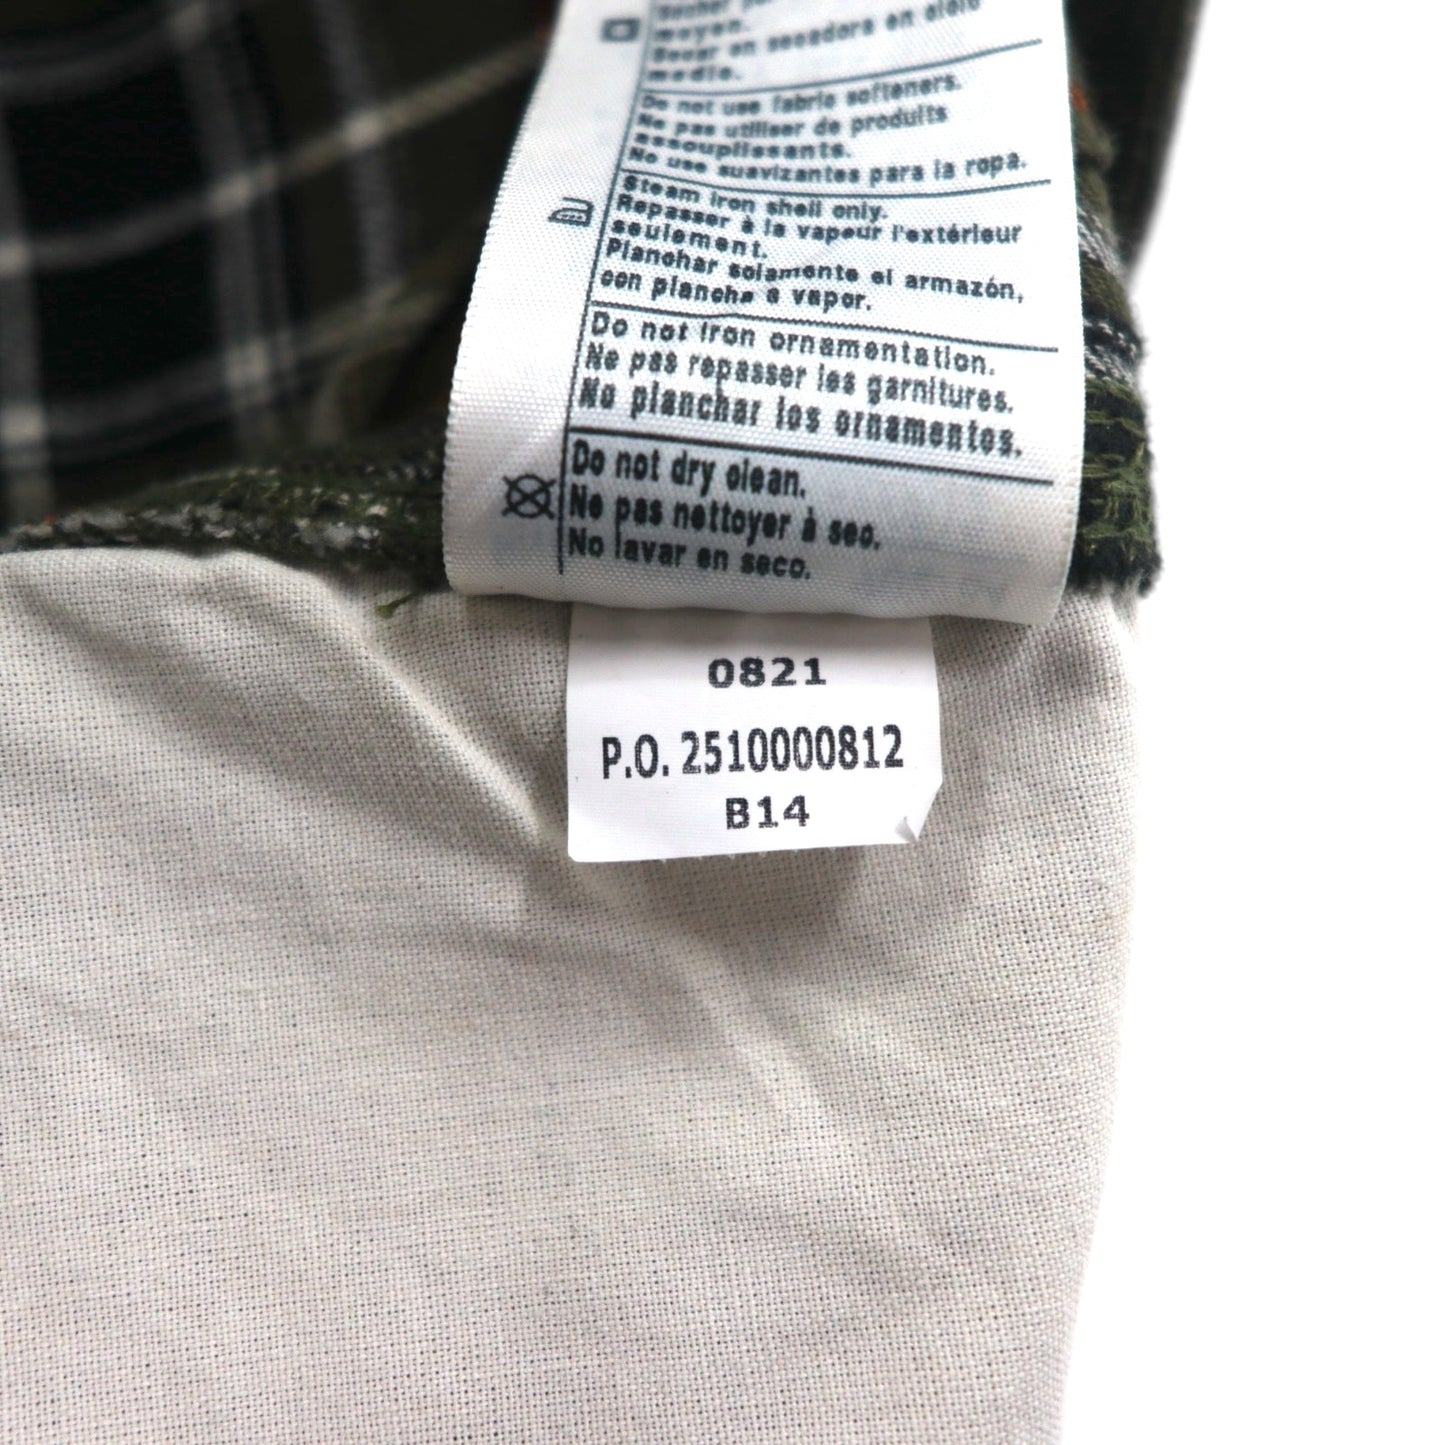 moyen.
Secar en secadora en ciclo
medio.
Do not use fabric softeners.
Ne pas utiliser de produits
assouplissants.
No use suavizantes para la ropa.
Steam iron shell only.
Repasser à la vapeur l'extérieur
seulement.
Planchar solamente el armazón,
con plancha a vapor.
Do not iron ornamentation.
Ne pas repasser les garnitures.
No planchar los ornamentos.
Do not dry clean.
Ne pas nettoyer à sec.
No lavar en seco.
0821
P.O. 2510000812
B14